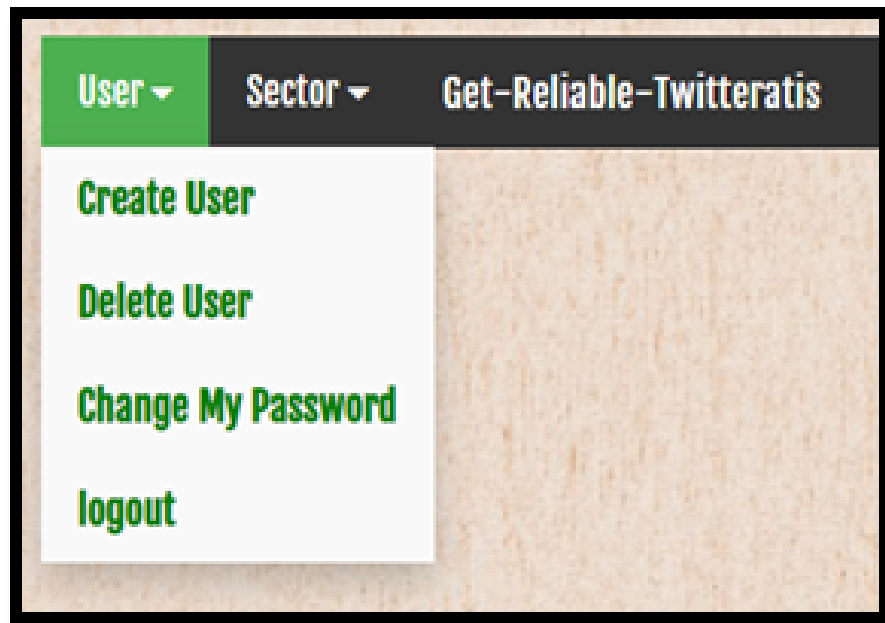 User Sector Get-Reliable-Twitteratis
Create User
Delete User
Change My Password
logout